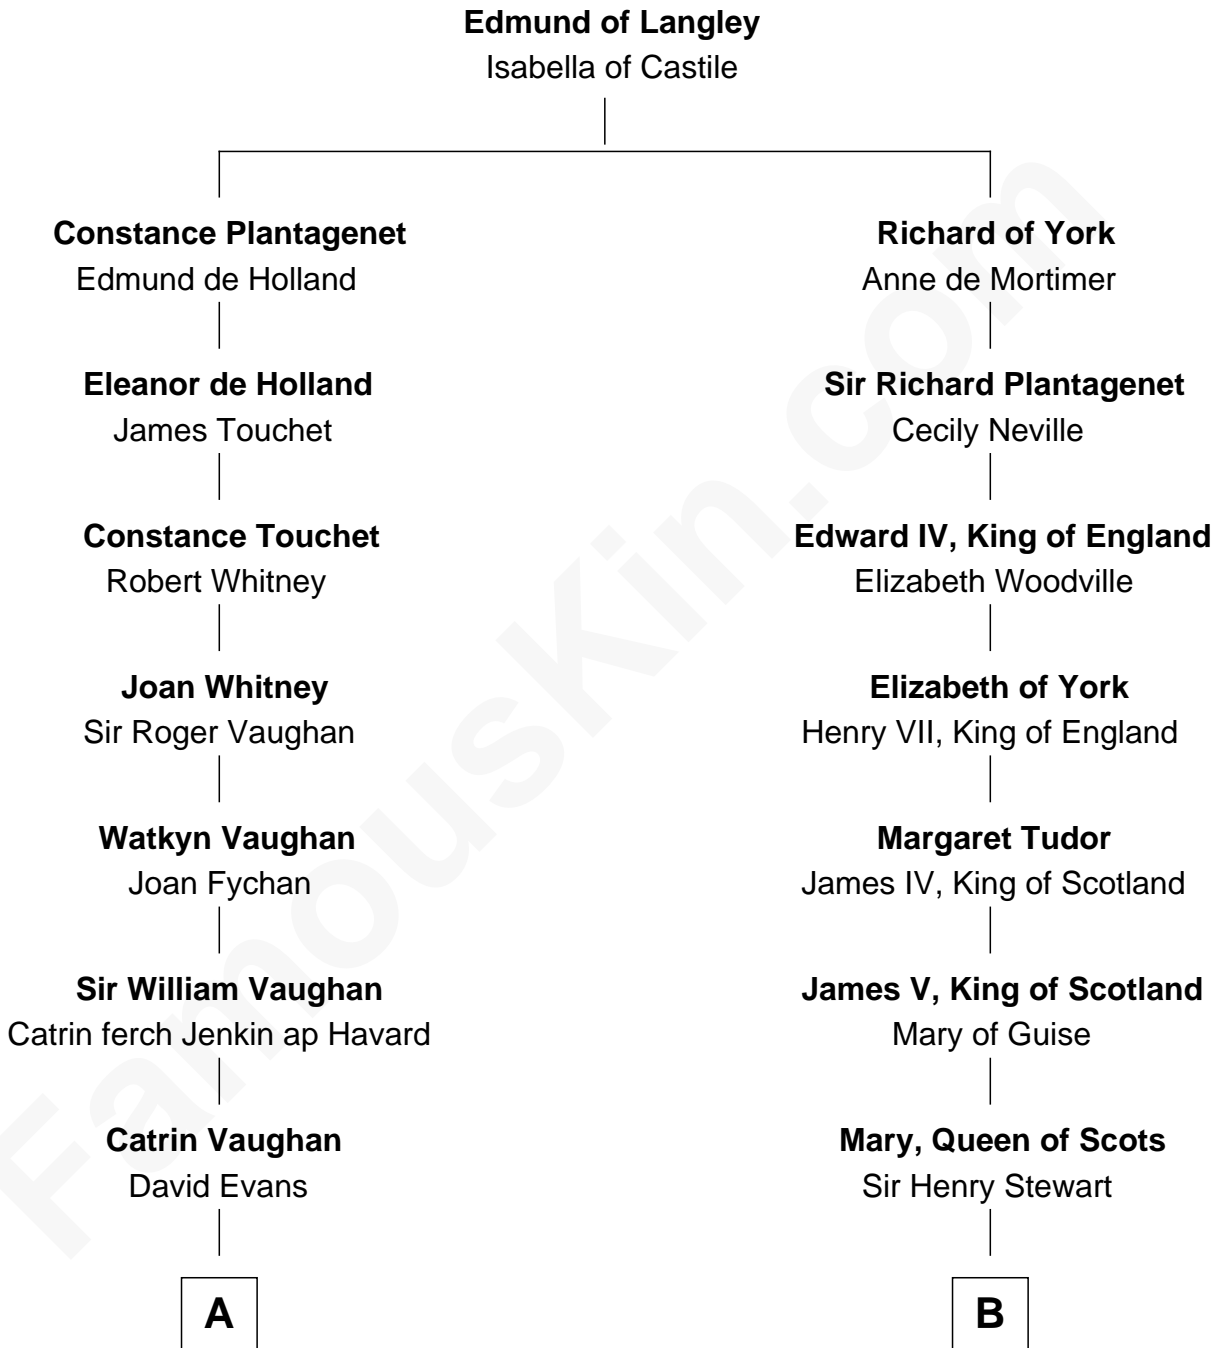 Edmund of Langley
Isabella of Castile
Constance Plantagenet
Edmund de Holland
Richard of York
Anne de Mortimer
Eleanor de Holland
James Touchet
Sir Richard Plantagenet
Cecily Neville
Constance Touchet
Robert Whitney
Edward IV, King of England
Elizabeth Woodville
Joan Whitney
Sir Roger Vaughan
Elizabeth of York
Henry VII, King of England
Watkyn Vaughan
Joan Fychan
Margaret Tudor
James IV, King of Scotland
Sir William Vaughan
Catrin ferch Jenkin ap Havard
James V, King of Scotland
Mary of Guise
Catrin Vaughan
David Evans
Mary, Queen of Scots
Sir Henry Stewart
A
B
FamousKin.com